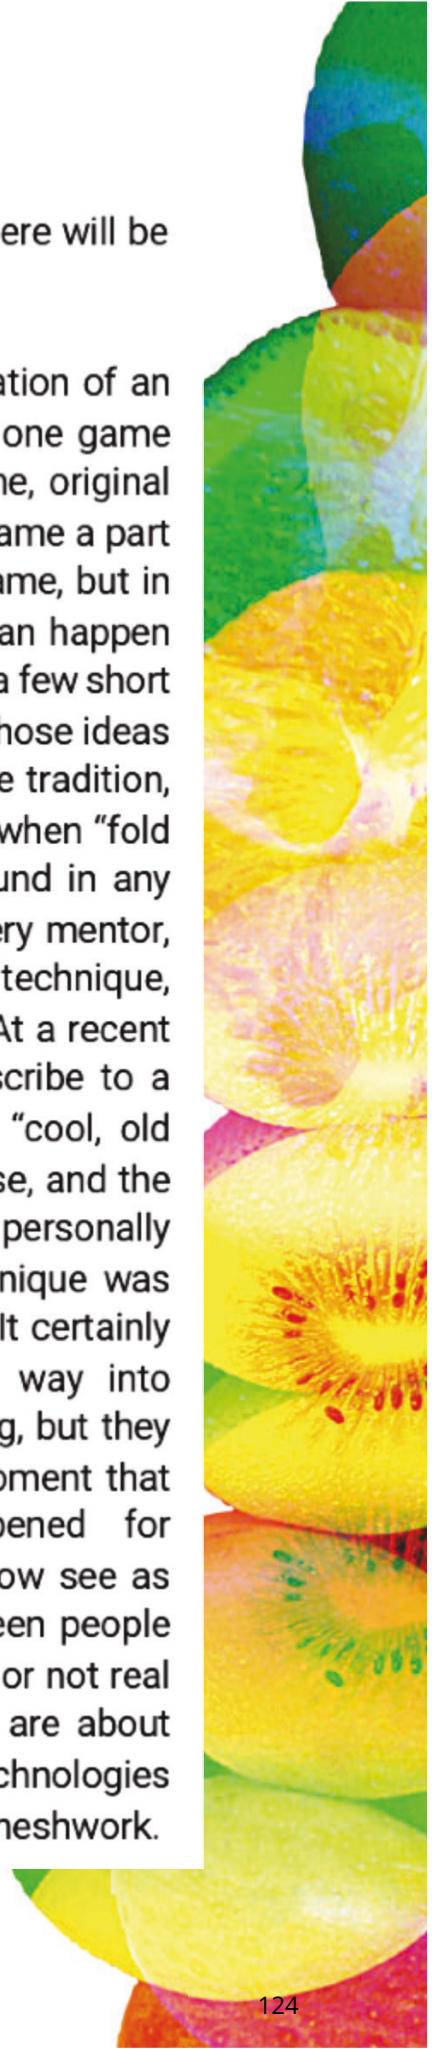 ere will be
ation of an
one game
ne, original
ame a part
ame, but in
an happen
a few short
hose ideas
e tradition,
when “fold
und in any
ery mentor,
technique,
At a recent
scribe to a
“cool, old
se, and the
personally
nique was
It certainly
way into
g, but they
oment that
pened for
ow see as
een people
or not real
are about
chnologies
neshwork.
124